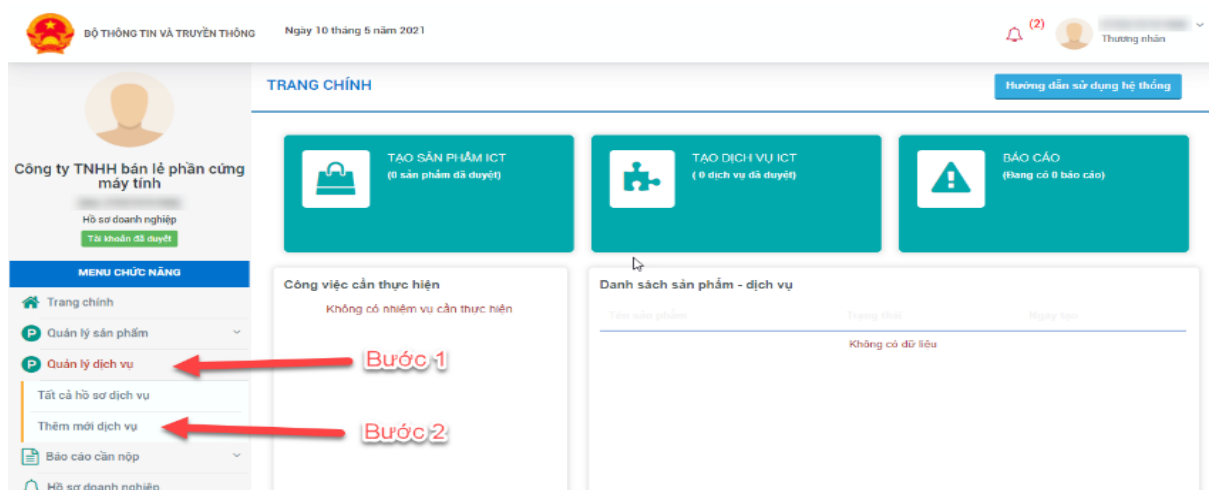 BỘ THÔNG TIN VÀ TRUYỀN THÔNG
Ngày 10 tháng 5 năm 2021
(2)
Thương nhân
TRANG CHÍNH
Hướng dẫn sử dụng hệ thống
Công ty TNHH bán lẻ phần cứng
máy tính
Hồ sơ doanh nghiệp
Tài khoản đã duyệt
TẠO SẢN PHẨM ICT
(0 sản phẩm đã duyệt)
TẠO DỊCH VỤ ICT
( 0 dịch vụ đã duyệt)
BÁO CÁO
(Đang có 0 báo cáo)
MENU CHỨC NĂNG
Trang chính
Quản lý sản phẩm
Quản lý dịch vụ
Tất cả hồ sơ dịch vụ
Thêm mới dịch vụ
Báo cáo cần nộp
Hồ sơ doanh nghiệp
Bước 1
Bước 2
Công việc cần thực hiện
Không có nhiệm vụ cần thực hiện
Danh sách sản phẩm - dịch vụ
Tên sản phẩm
Trạng thái
Ngày tạo
Không có dữ liệu